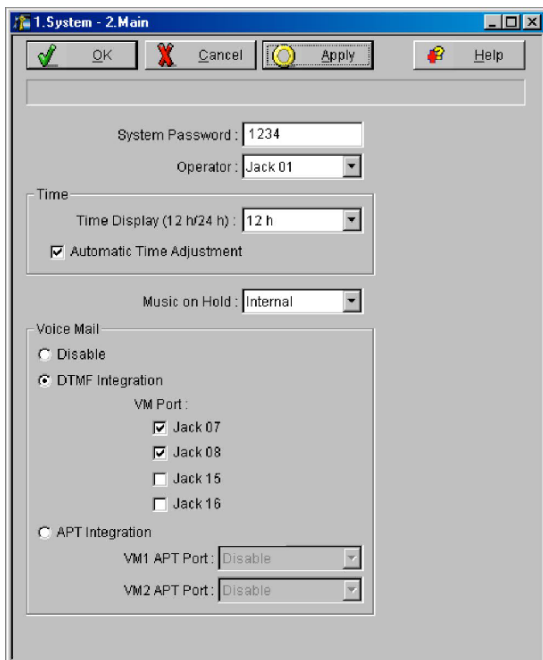 1.System - 2.Main
OK Cancel Apply Help
System Password : 1234
Operator : Jack 01
Time
Time Display (12 h/24 h) : 12 h
Automatic Time Adjustment
Music on Hold : Internal
Voice Mail
Disable
DTMF Integration
VM Port :
Jack 07
Jack 08
Jack 15
Jack 16
APT Integration
VM1 APT Port : Disable
VM2 APT Port : Disable